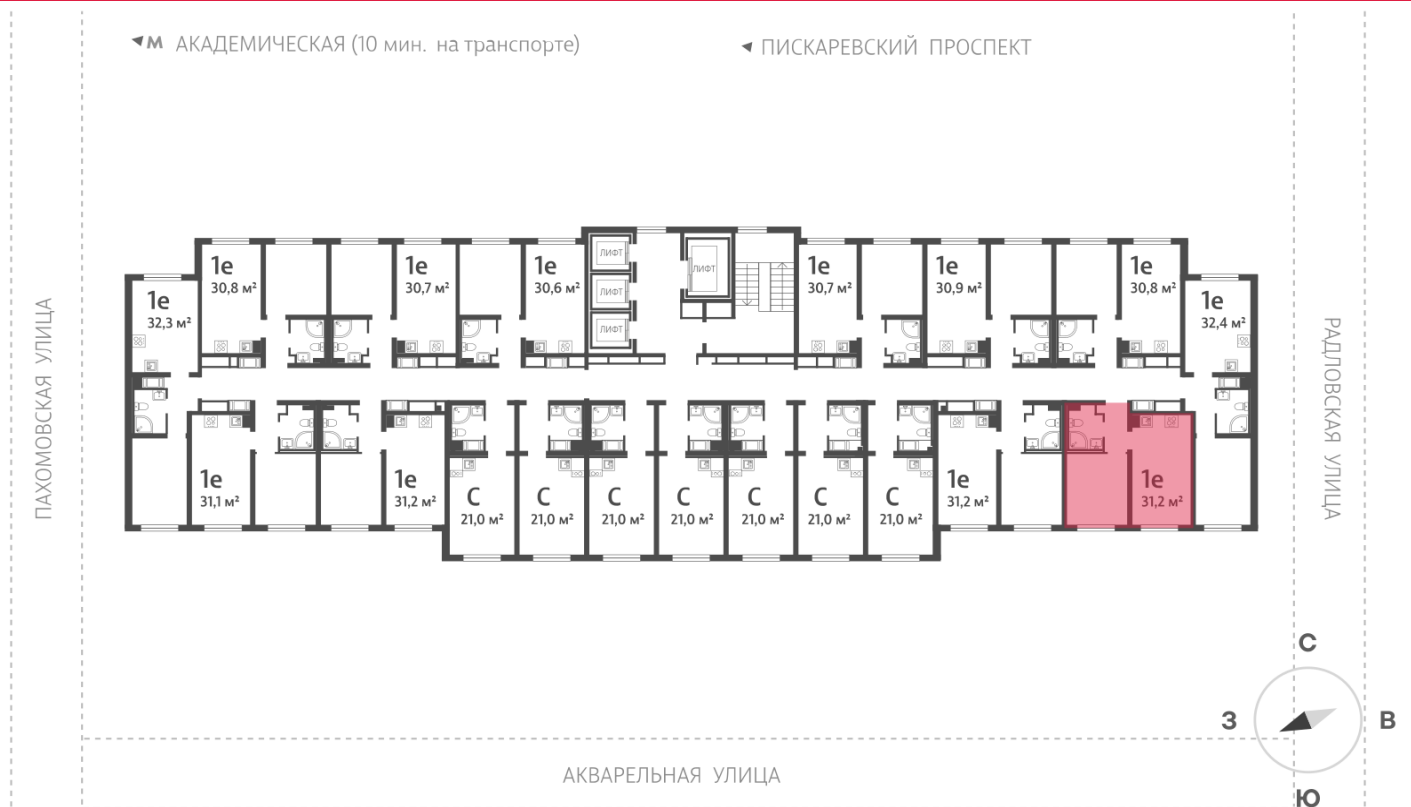 М АКАДЕМИЧЕСКАЯ (10 мин. на транспорте)
ПИСКАРЕВСКИЙ ПРОСПЕКТ
ПАХОМОВСКАЯ УЛИЦА
РАДЛОВСКАЯ УЛИЦА
1е
32,3 м²
1е
30,8 м²
1е
30,7 м²
1е
30,6 м²
ЛИФТ
ЛИФТ
ЛИФТ
ЛИФТ
1е
30,7 м²
1е
30,9 м²
1е
30,8 м²
1е
32,4 м²
1е
31,1 м²
1е
31,2 м²
С
21,0 м²
С
21,0 м²
С
21,0 м²
С
21,0 м²
С
21,0 м²
С
21,0 м²
С
21,0 м²
1е
31,2 м²
1е
31,2 м²
С
З
В
Ю
АКВАРЕЛЬНАЯ УЛИЦА